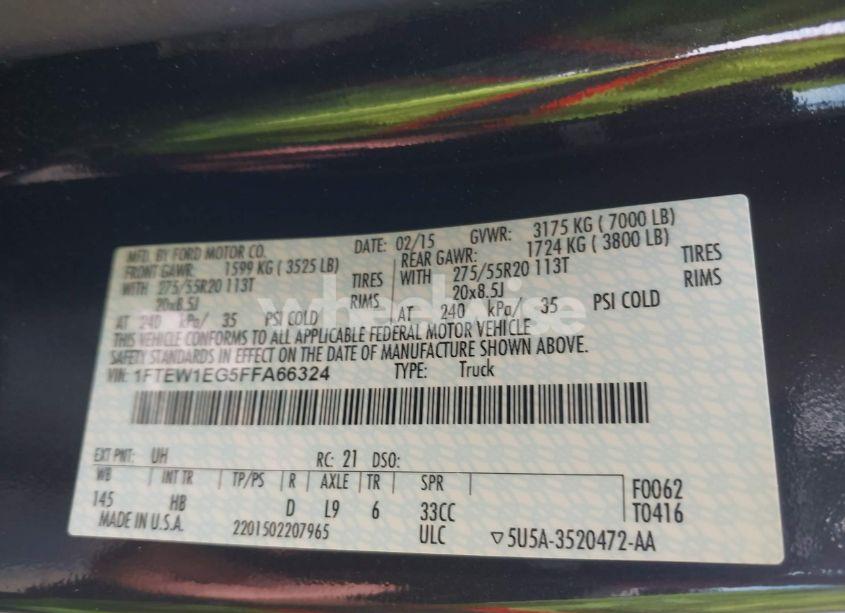 MFD. BY FORD MOTOR CO. DATE: 02/15 GVWR: 3175 KG ( 7000 LB)
FRONT GAWR: 1599 KG ( 3525 LB) REAR GAWR: 1724 KG ( 3800 LB)
WITH 275/55R20 113T TIRES WITH 275/55R20 113T TIRES
20x8.5J RIMS 20x8.5J RIMS
AT 240 kPa/ 35 PSI COLD AT 240 kPa/ 35 PSI COLD
wheelwise
THIS VEHICLE CONFORMS TO ALL APPLICABLE FEDERAL MOTOR VEHICLE
SAFETY STANDARDS IN EFFECT ON THE DATE OF MANUFACTURE SHOWN ABOVE.
VIN: 1FTEW1EG5FFA66324 TYPE: Truck
EXT PNT: UH RC: 21 DSO:
WB INT TR TP/PS R AXLE TR SPR F0062
145 HB D L9 6 33CC T0416
MADE IN U.S.A. 2201502207965 ULC ▽5U5A-3520472-AA